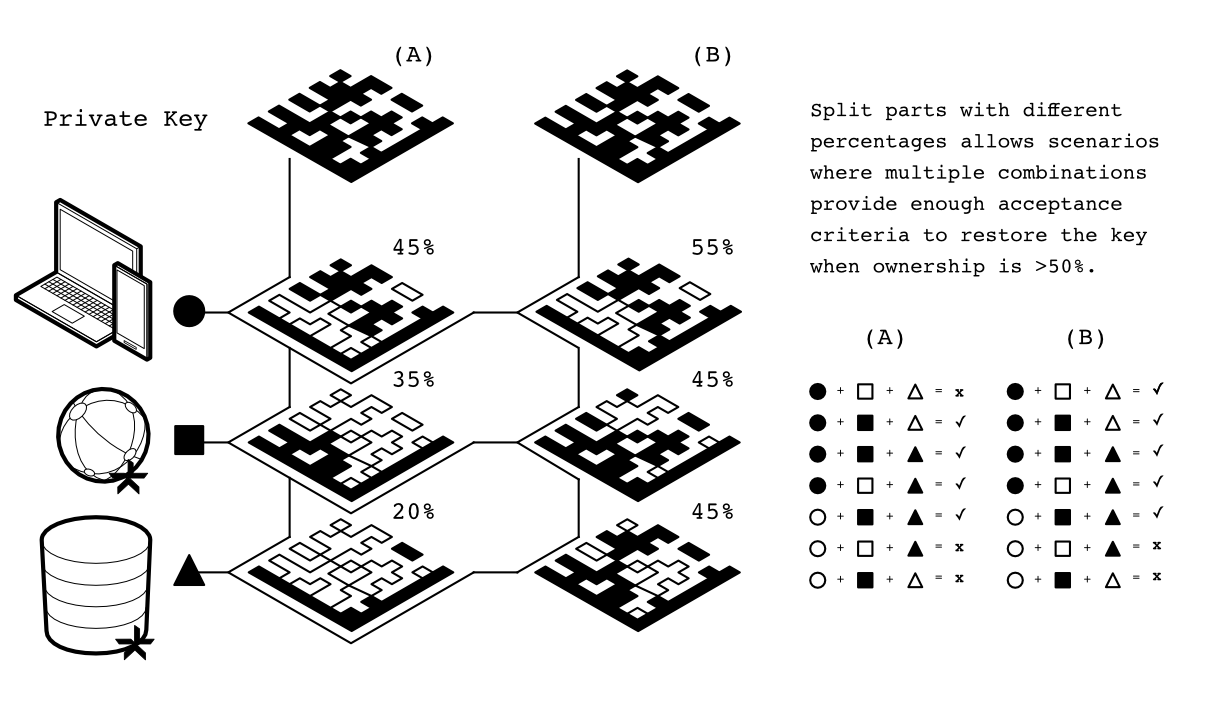 (A)
(B)
Private Key
Split parts with different
percentages allows scenarios
where multiple combinations
provide enough acceptance
criteria to restore the key
when ownership is >50%.
45%
55%
35%
45%
20%
45%
(A)
(B)
● + □ + △ = x
● + ■ + △ = ✓
● + ■ + ▲ = ✓
● + □ + ▲ = ✓
○ + ■ + ▲ = ✓
○ + □ + ▲ = x
○ + ■ + △ = x
● + □ + △ = ✓
● + ■ + △ = ✓
● + ■ + ▲ = ✓
● + □ + ▲ = ✓
○ + ■ + ▲ = ✓
○ + □ + ▲ = x
○ + ■ + △ = x